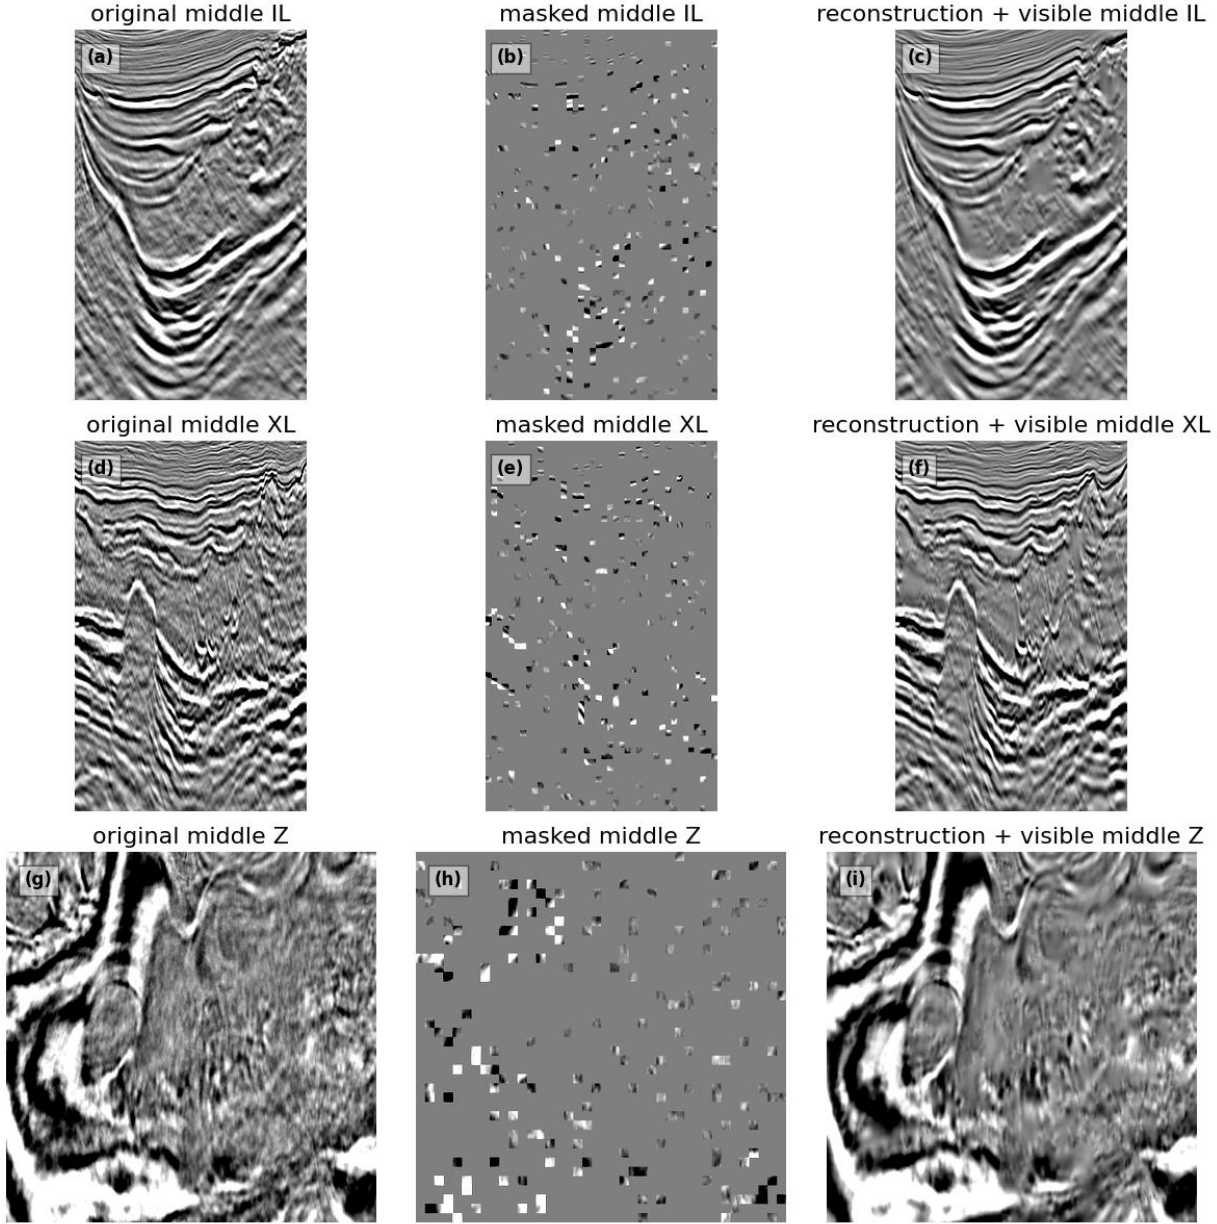 original middle IL
masked middle IL
reconstruction + visible middle IL
(a)
(b)
(c)
original middle XL
masked middle XL
reconstruction + visible middle XL
(d)
(e)
(f)
original middle Z
masked middle Z
reconstruction + visible middle Z
(g)
(h)
(i)